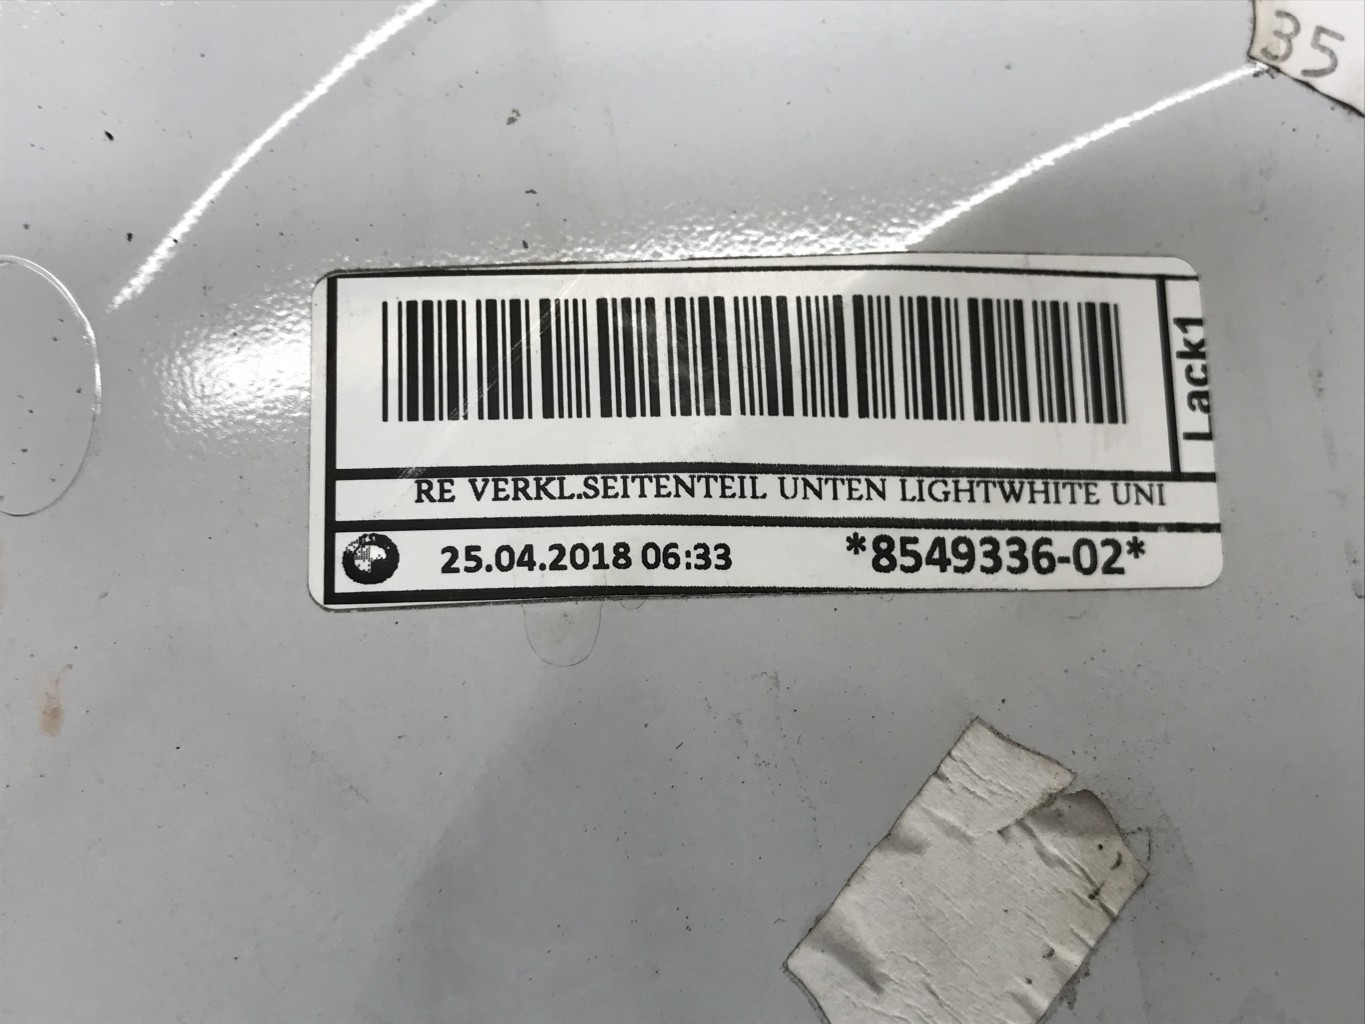 35
Lack1
RE VERKL.SEITENTEIL UNTEN LIGHTWHITE UNI
25.04.2018 06:33 *8549336-02*